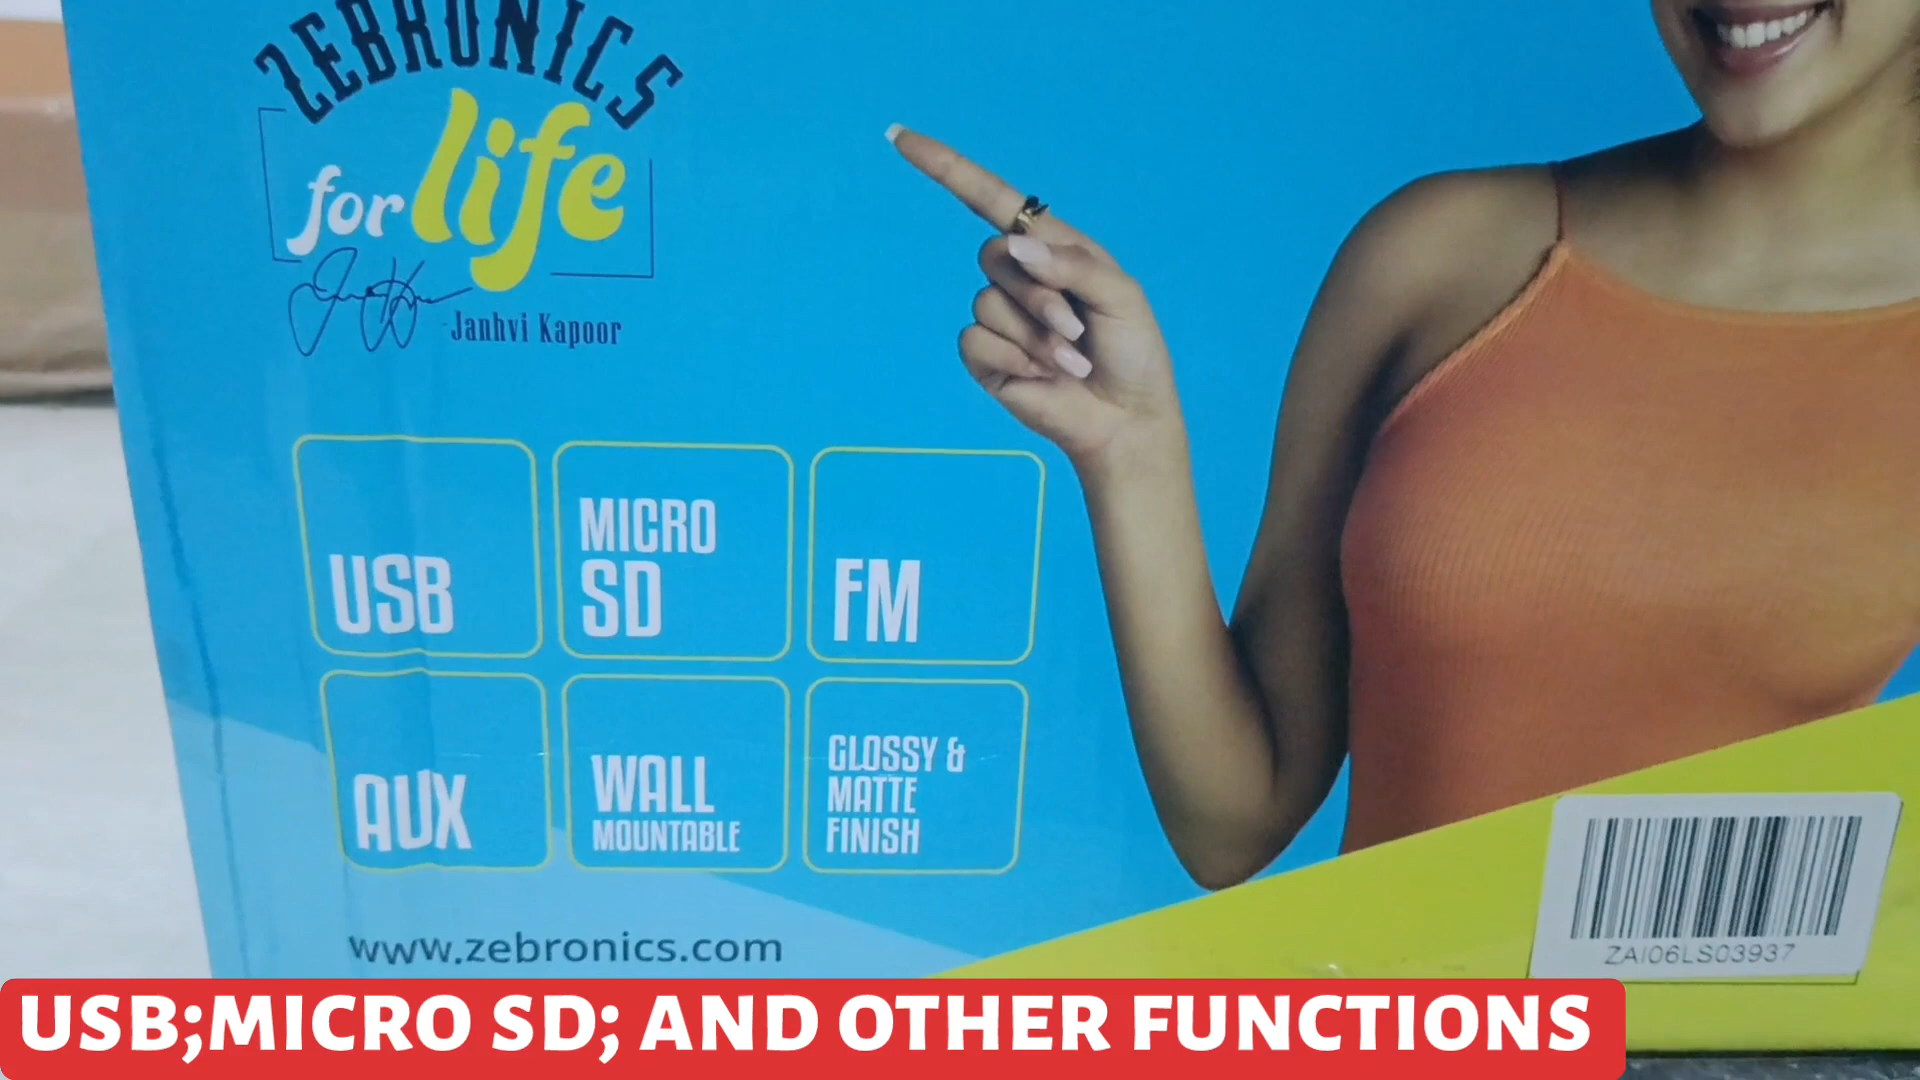 ZEBRONICS
for life
-Janhvi Kapoor
USB
MICRO
SD
FM
AUX
WALL
MOUNTABLE
GLOSSY &
MATTE
FINISH
www.zebronics.com
ZAI06LS03937
USB;MICRO SD; AND OTHER FUNCTIONS